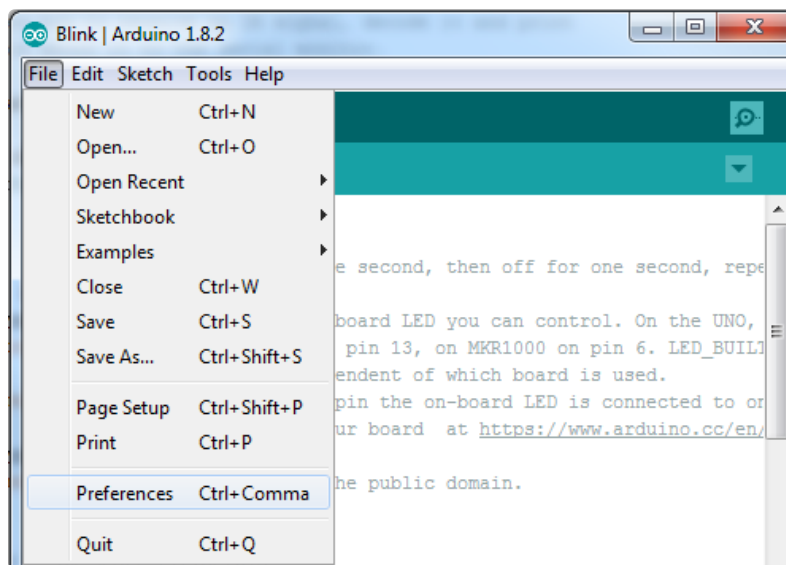 Blink | Arduino 1.8.2
File Edit Sketch Tools Help
New Ctrl+N
Open... Ctrl+O
Open Recent
Sketchbook
Examples
Close Ctrl+W
Save Ctrl+S
Save As... Ctrl+Shift+S
Page Setup Ctrl+Shift+P
Print Ctrl+P
Preferences Ctrl+Comma
Quit Ctrl+Q
e second, then off for one second, repe
board LED you can control. On the UNO,
pin 13, on MKR1000 on pin 6. LED_BUILT
endent of which board is used.
pin the on-board LED is connected to on
ur board at https://www.arduino.cc/en/
he public domain.